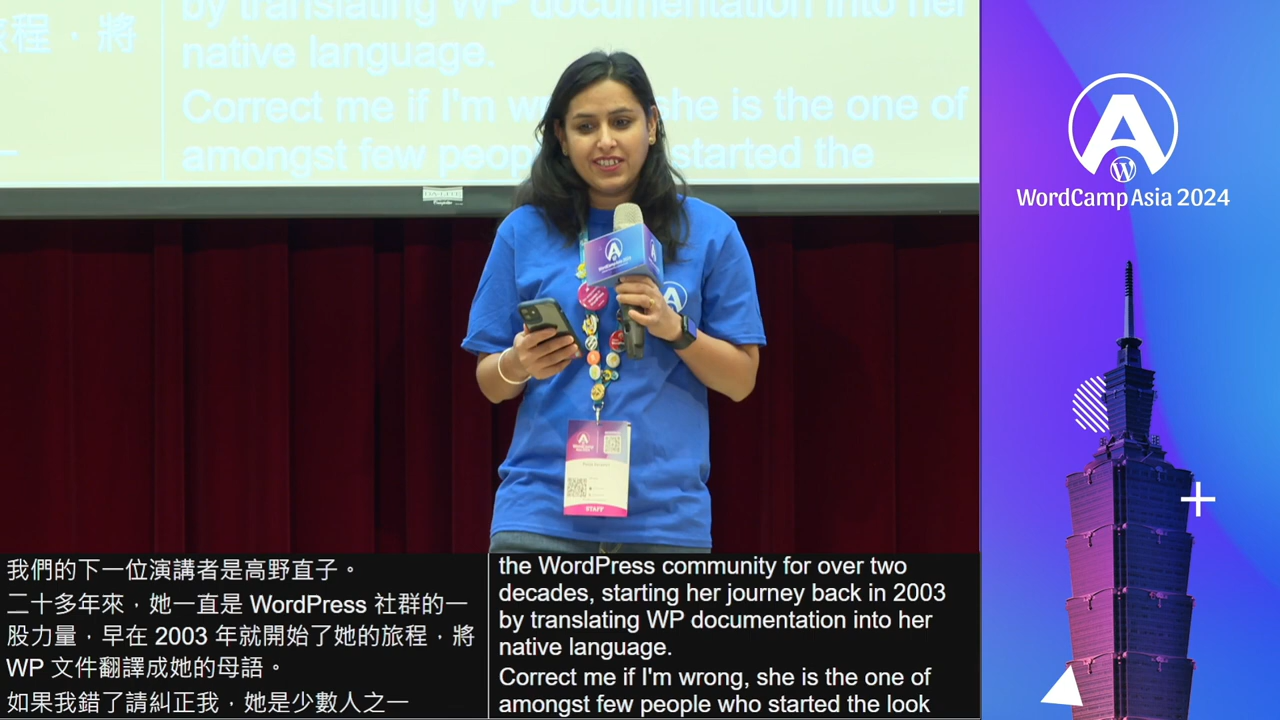 程，將
by translating WP documentation into her
native language.
Correct me if I'm wr she is the one of
amongst few peop started the
DA-LITE
WordCamp Asia 2024
STAFF
我們的下一位演講者是高野直子。
二十多年來，她一直是 WordPress 社群的一
股力量，早在 2003 年就開始了她的旅程，將
WP 文件翻譯成她的母語。
如果我錯了請糾正我，她是少數人之一
the WordPress community for over two
decades, starting her journey back in 2003
by translating WP documentation into her
native language.
Correct me if I'm wrong, she is the one of
amongst few people who started the look